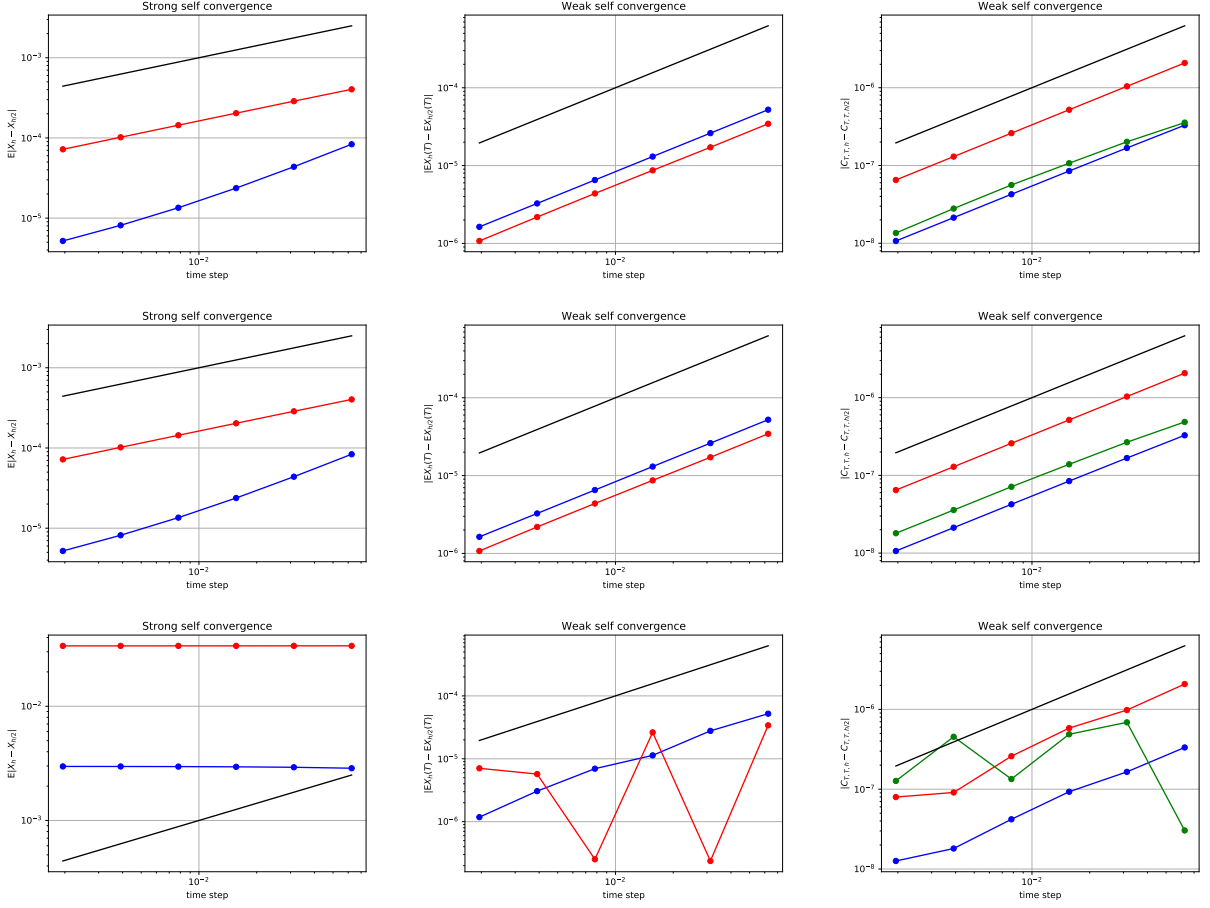 Strong self convergence
E|X_h − X_{h/2}|
10^{−3}
10^{−4}
10^{−5}
10^{−2}
time step
Weak self convergence
|EX_h(T) − EX_{h/2}(T)|
10^{−4}
10^{−5}
10^{−6}
10^{−2}
time step
Weak self convergence
|C_{T,T,h} − C_{T,T,h/2}|
10^{−6}
10^{−7}
10^{−8}
10^{−2}
time step
Strong self convergence
E|X_h − X_{h/2}|
10^{−3}
10^{−4}
10^{−5}
10^{−2}
time step
Weak self convergence
|EX_h(T) − EX_{h/2}(T)|
10^{−4}
10^{−5}
10^{−6}
10^{−2}
time step
Weak self convergence
|C_{T,T,h} − C_{T,T,h/2}|
10^{−6}
10^{−7}
10^{−8}
10^{−2}
time step
Strong self convergence
E|X_h − X_{h/2}|
10^{−2}
10^{−3}
10^{−2}
time step
Weak self convergence
|EX_h(T) − EX_{h/2}(T)|
10^{−4}
10^{−5}
10^{−6}
10^{−2}
time step
Weak self convergence
|C_{T,T,h} − C_{T,T,h/2}|
10^{−6}
10^{−7}
10^{−8}
10^{−2}
time step